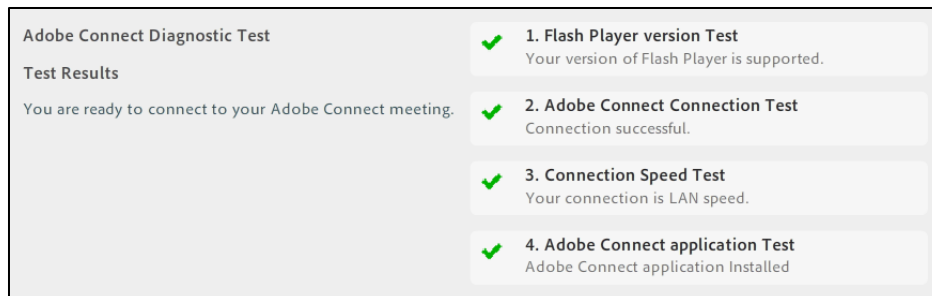 Adobe Connect Diagnostic Test
Test Results
You are ready to connect to your Adobe Connect meeting.
1. Flash Player version Test
Your version of Flash Player is supported.
2. Adobe Connect Connection Test
Connection successful.
3. Connection Speed Test
Your connection is LAN speed.
4. Adobe Connect application Test
Adobe Connect application Installed